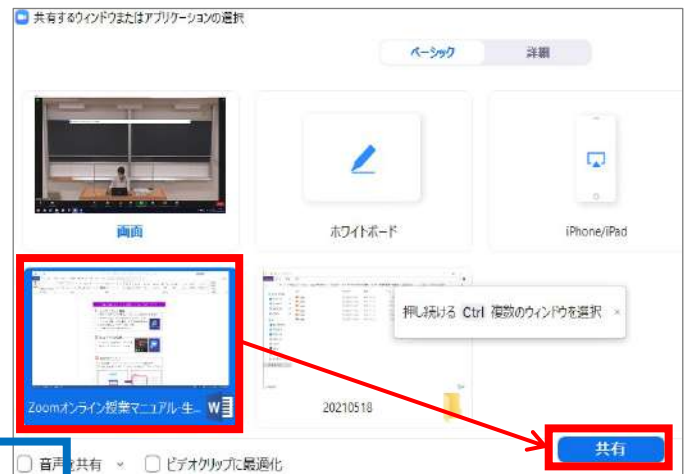 共有するウィンドウまたはアプリケーションの選択
ベーシック 詳細
画面 ホワイトボード iPhone/iPad
押し続ける Ctrl 複数のウィンドウを選択 ×
Zoomオンライン授業マニュアル-生... W
20210518
共有
音声を共有 ビデオクリップに最適化